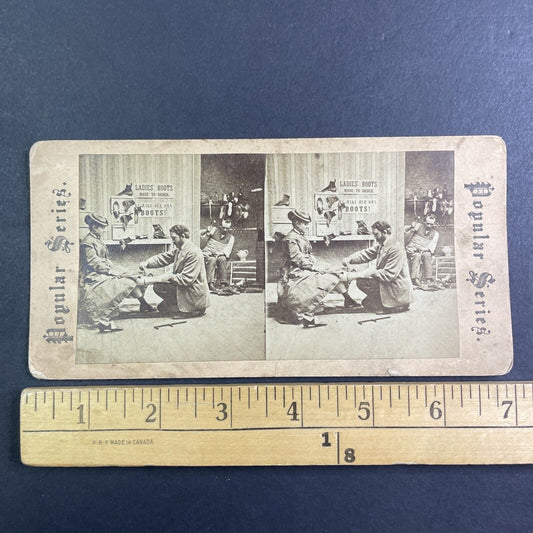 Popular Series.
LADIES' BOOTS
MADE TO ORDER.
BOOTS!
LADIES' BOOTS
MADE TO ORDER.
BOOTS!
Popular Series.
1 2 3 4 5 6 7
MADE IN CANADA
1
8